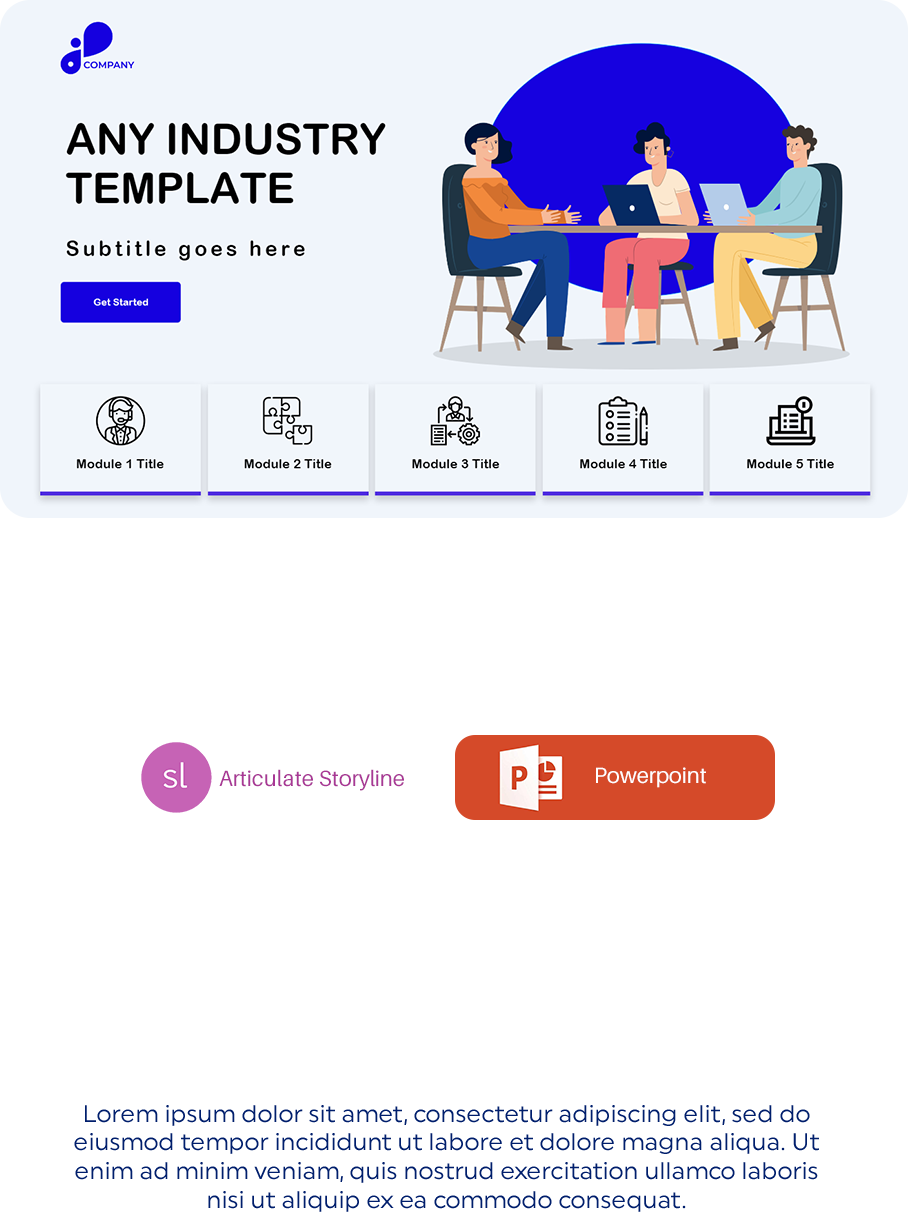 COMPANY
ANY INDUSTRY
TEMPLATE
Subtitle goes here
Get Started
Module 1 Title
Module 2 Title
Module 3 Title
Module 4 Title
Module 5 Title
sl
Articulate Storyline
P
Powerpoint
Lorem ipsum dolor sit amet, consectetur adipiscing elit, sed do
eiusmod tempor incididunt ut labore et dolore magna aliqua. Ut
enim ad minim veniam, quis nostrud exercitation ullamco laboris
nisi ut aliquip ex ea commodo consequat.